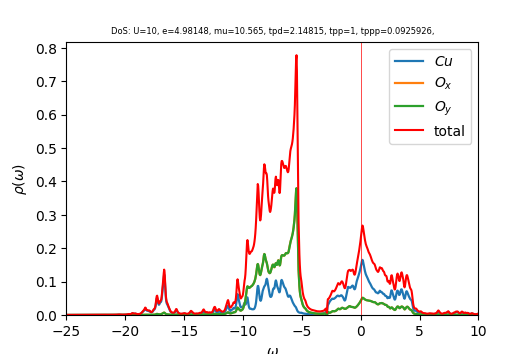 DoS: U=10, e=4.98148, mu=10.565, tpd=2.14815, tpp=1, tppp=0.0925926,
ρ(ω)
0.8
0.7
0.6
0.5
0.4
0.3
0.2
0.1
0.0
Cu
O_x
O_y
total
−25 −20 −15 −10 −5 0 5 10
ω